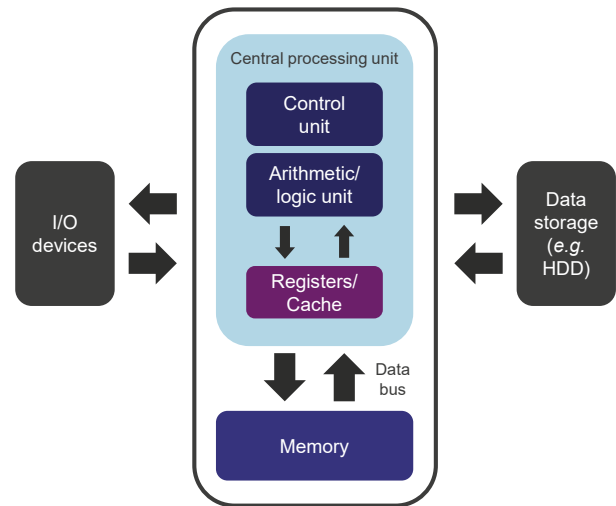 Central processing unit
Control
unit
Arithmetic/
logic unit
Registers/
Cache
I/O
devices
Data
storage
(e.g.
HDD)
Data
bus
Memory